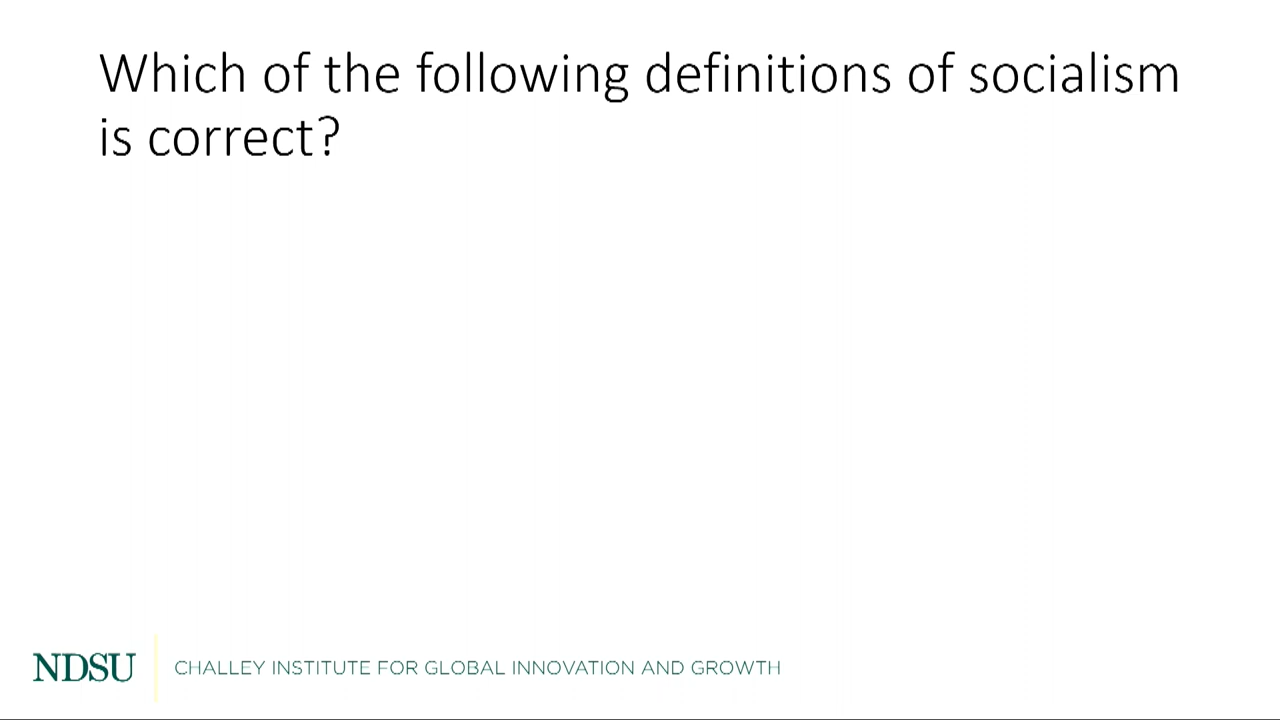 Which of the following definitions of socialism
is correct?
NDSU
CHALLEY INSTITUTE FOR GLOBAL INNOVATION AND GROWTH